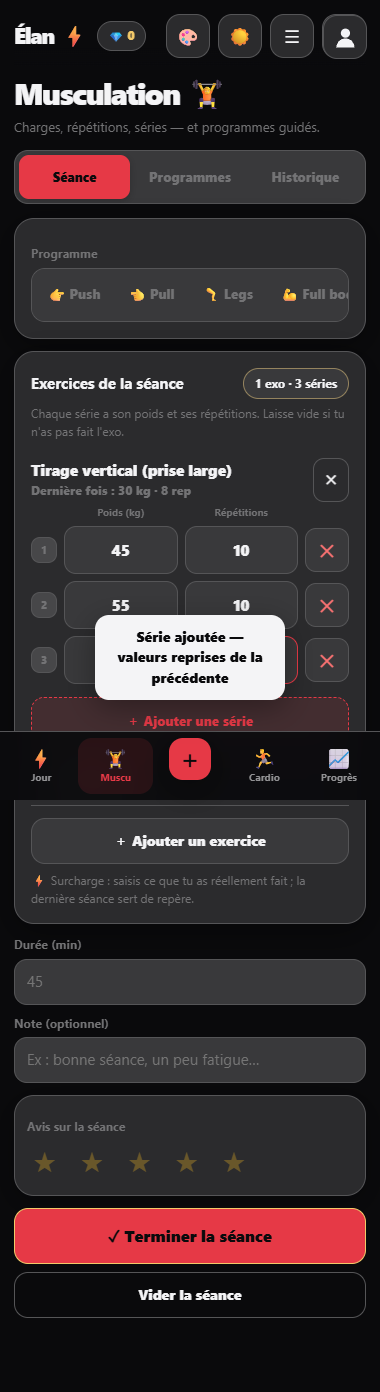 Élan ⚡ 💎 0 🎨 ☀️ ☰ 👤
Musculation 🏋️
Charges, répétitions, séries — et programmes guidés.
Séance Programmes Historique
Programme
👉 Push 👈 Pull 🦵 Legs 💪 Full
Exercices de la séance 1 exo · 3 séries
Chaque série a son poids et ses répétitions. Laisse vide si tu
n'as pas fait l'exo.
Tirage vertical (prise large) ✕
Dernière fois : 30 kg · 8 rep
Poids (kg) Répétitions
1 45 10 ✕
2 55 10 ✕
3 ✕
Série ajoutée —
valeurs reprises de la
précédente
+ Ajouter une série
⚡ 🏋️ + 🏃 📈
Jour Muscu Cardio Progrès
+ Ajouter un exercice
⚡ Surcharge : saisis ce que tu as réellement fait ; la
dernière séance sert de repère.
Durée (min)
45
Note (optionnel)
Ex : bonne séance, un peu fatigue...
Avis sur la séance
★ ★ ★ ★ ★
✓ Terminer la séance
Vider la séance